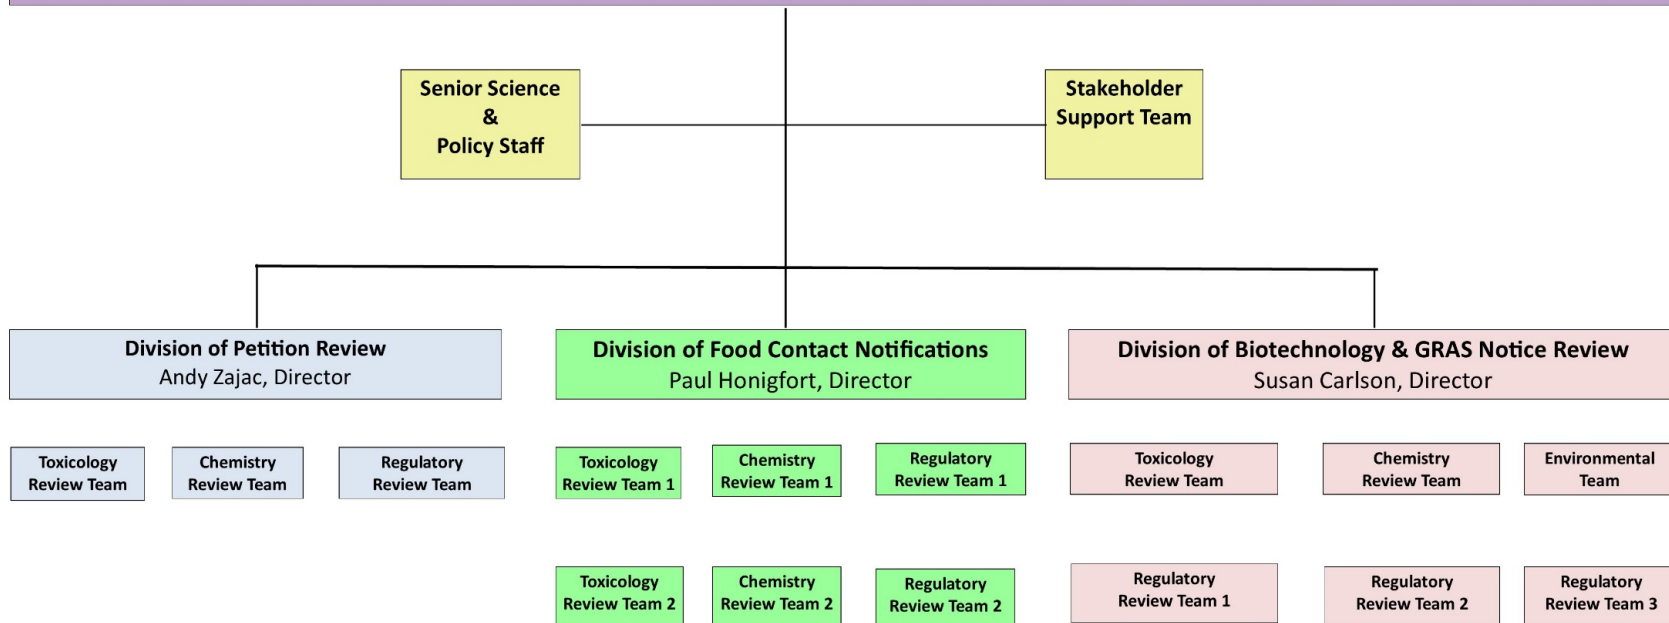 Senior Science
&
Policy Staff
Stakeholder
Support Team
Division of Petition Review
Andy Zajac, Director
Division of Food Contact Notifications
Paul Honigfort, Director
Division of Biotechnology & GRAS Notice Review
Susan Carlson, Director
Toxicology
Review Team
Chemistry
Review Team
Regulatory
Review Team
Toxicology
Review Team 1
Chemistry
Review Team 1
Regulatory
Review Team 1
Toxicology
Review Team
Chemistry
Review Team
Environmental
Team
Toxicology
Review Team 2
Chemistry
Review Team 2
Regulatory
Review Team 2
Regulatory
Review Team 1
Regulatory
Review Team 2
Regulatory
Review Team 3